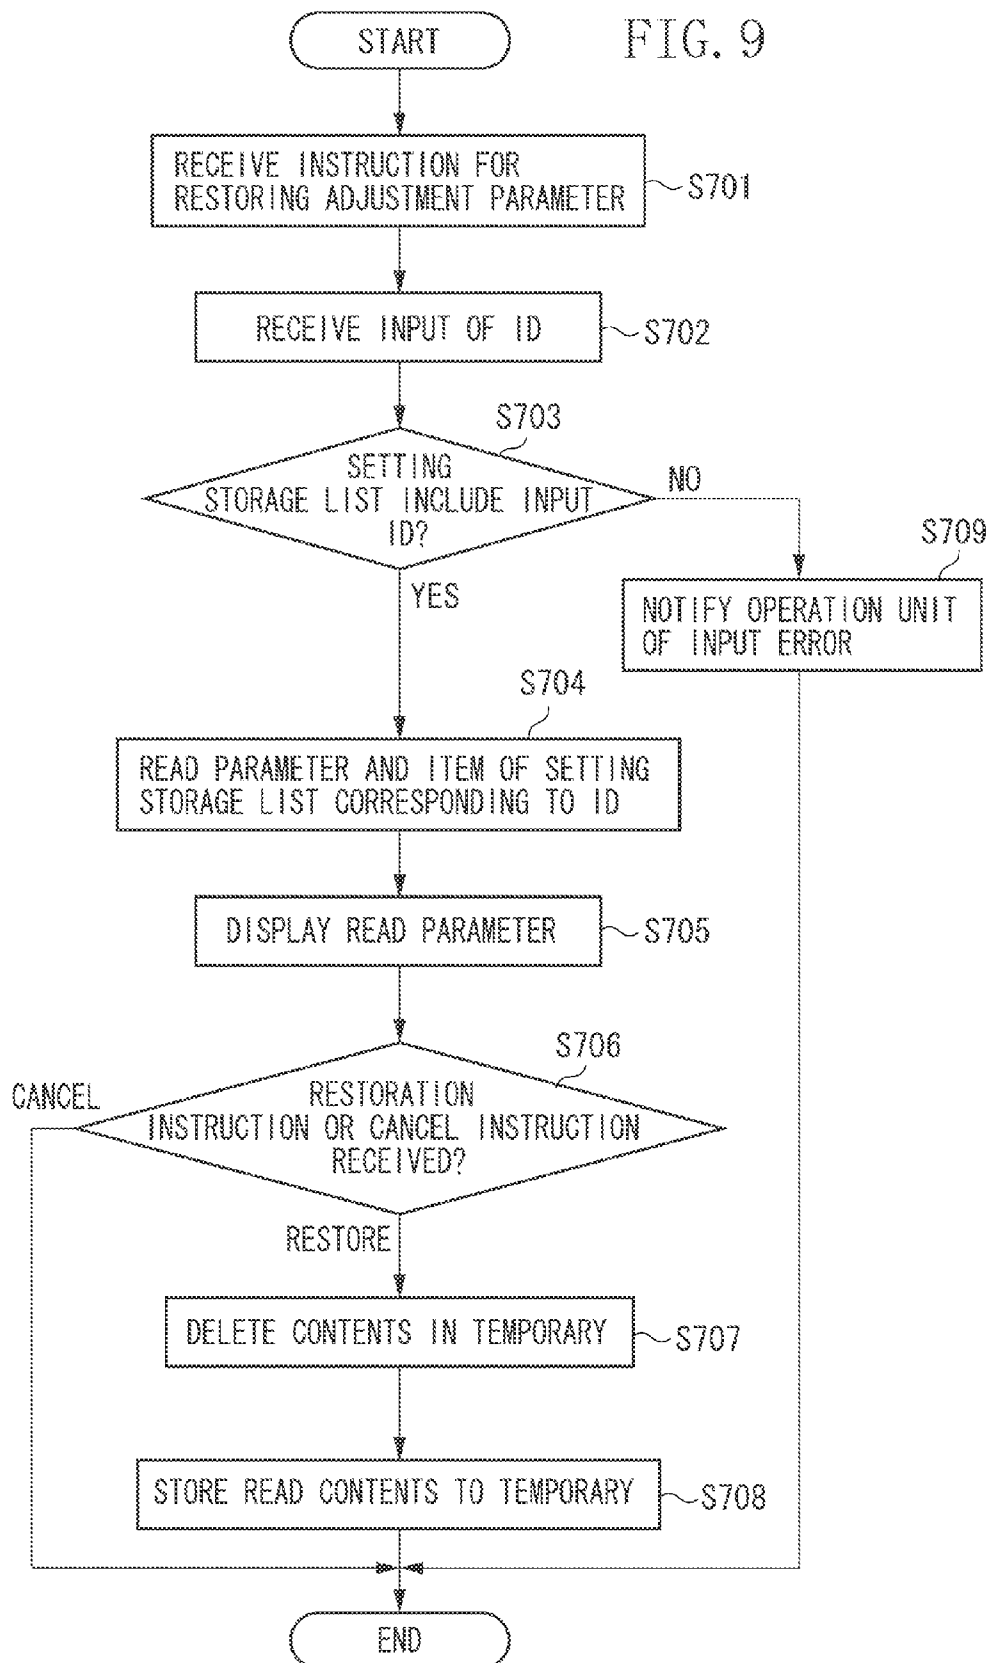 START
FIG. 9
RECEIVE INSTRUCTION FOR
RESTORING ADJUSTMENT PARAMETER
S701
RECEIVE INPUT OF ID
S702
S703
SETTING
STORAGE LIST INCLUDE INPUT
ID?
NO
YES
S709
NOTIFY OPERATION UNIT
OF INPUT ERROR
S704
READ PARAMETER AND ITEM OF SETTING
STORAGE LIST CORRESPONDING TO ID
DISPLAY READ PARAMETER
S705
S706
CANCEL
RESTORATION
INSTRUCTION OR CANCEL INSTRUCTION
RECEIVED?
RESTORE
DELETE CONTENTS IN TEMPORARY
S707
STORE READ CONTENTS TO TEMPORARY
S708
END